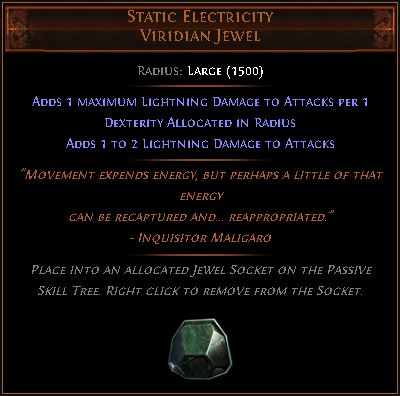 Static Electricity
Viridian Jewel
Radius: Large (1500)
Adds 1 maximum Lightning Damage to Attacks per 1
Dexterity Allocated in Radius
Adds 1 to 2 Lightning Damage to Attacks
"Movement expends energy, but perhaps a little of that
energy
can be recaptured and... reappropriated."
- Inquisitor Maligaro
Place into an allocated Jewel Socket on the Passive
Skill Tree. Right click to remove from the Socket.